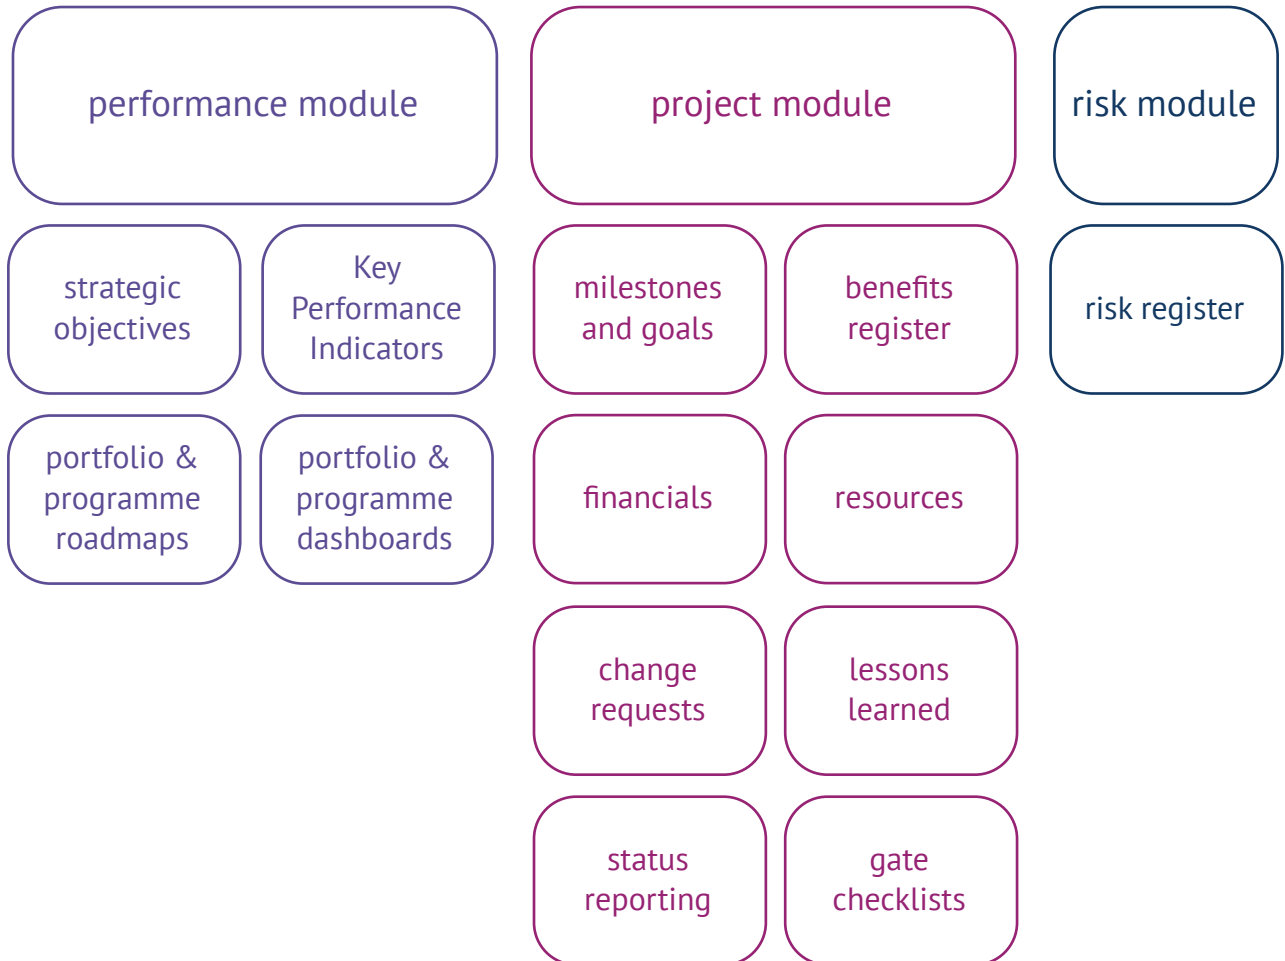 performance module
project module
risk module
strategic
objectives
Key
Performance
Indicators
milestones
and goals
benefits
register
risk register
portfolio &
programme
roadmaps
portfolio &
programme
dashboards
financials
resources
change
requests
lessons
learned
status
reporting
gate
checklists